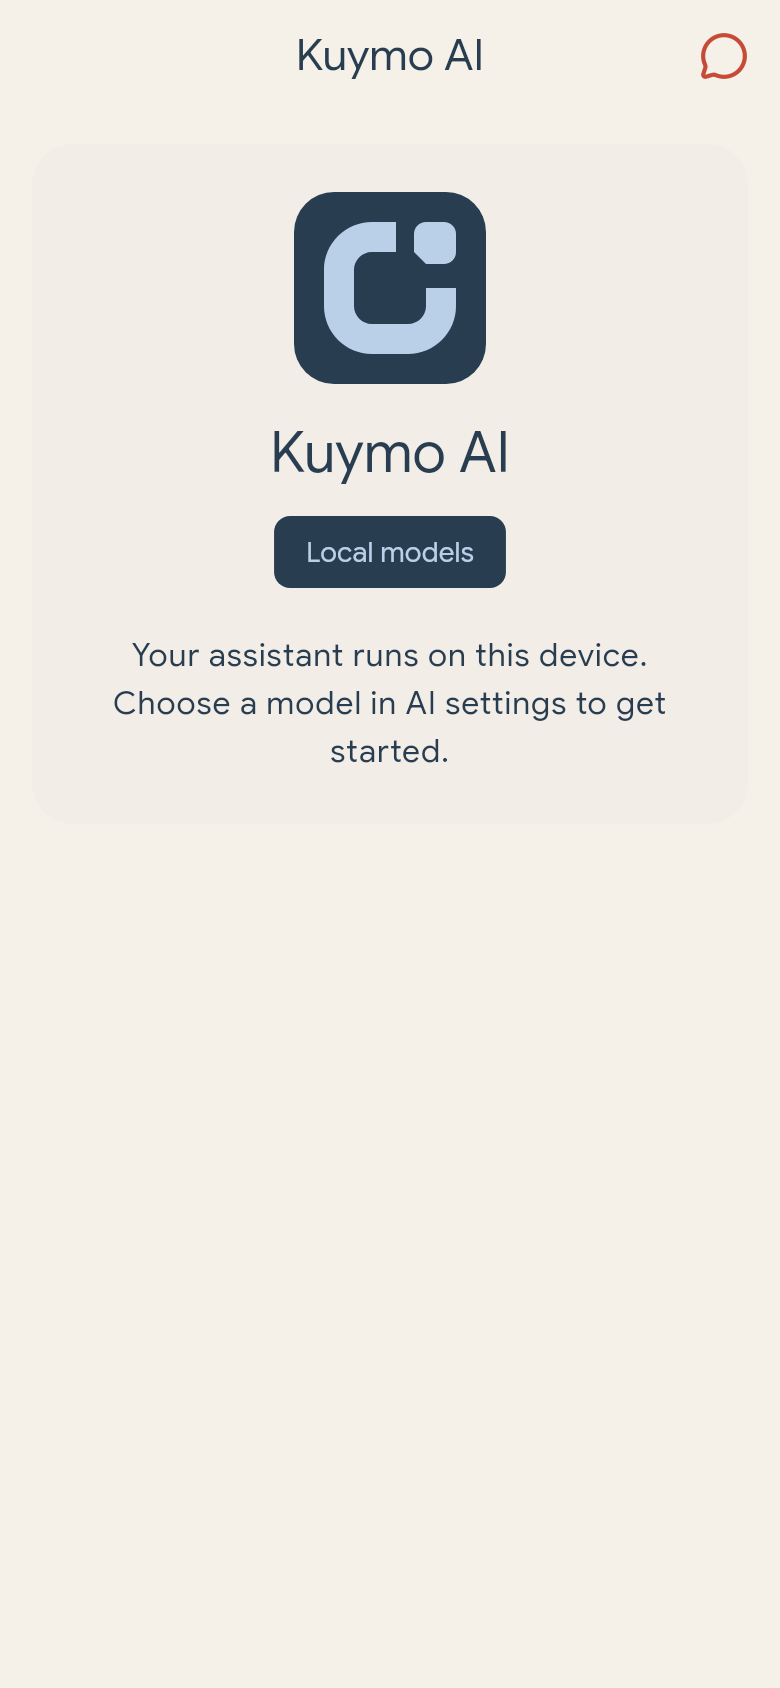 Kuymo AI
Kuymo AI
Local models
Your assistant runs on this device.
Choose a model in AI settings to get
started.